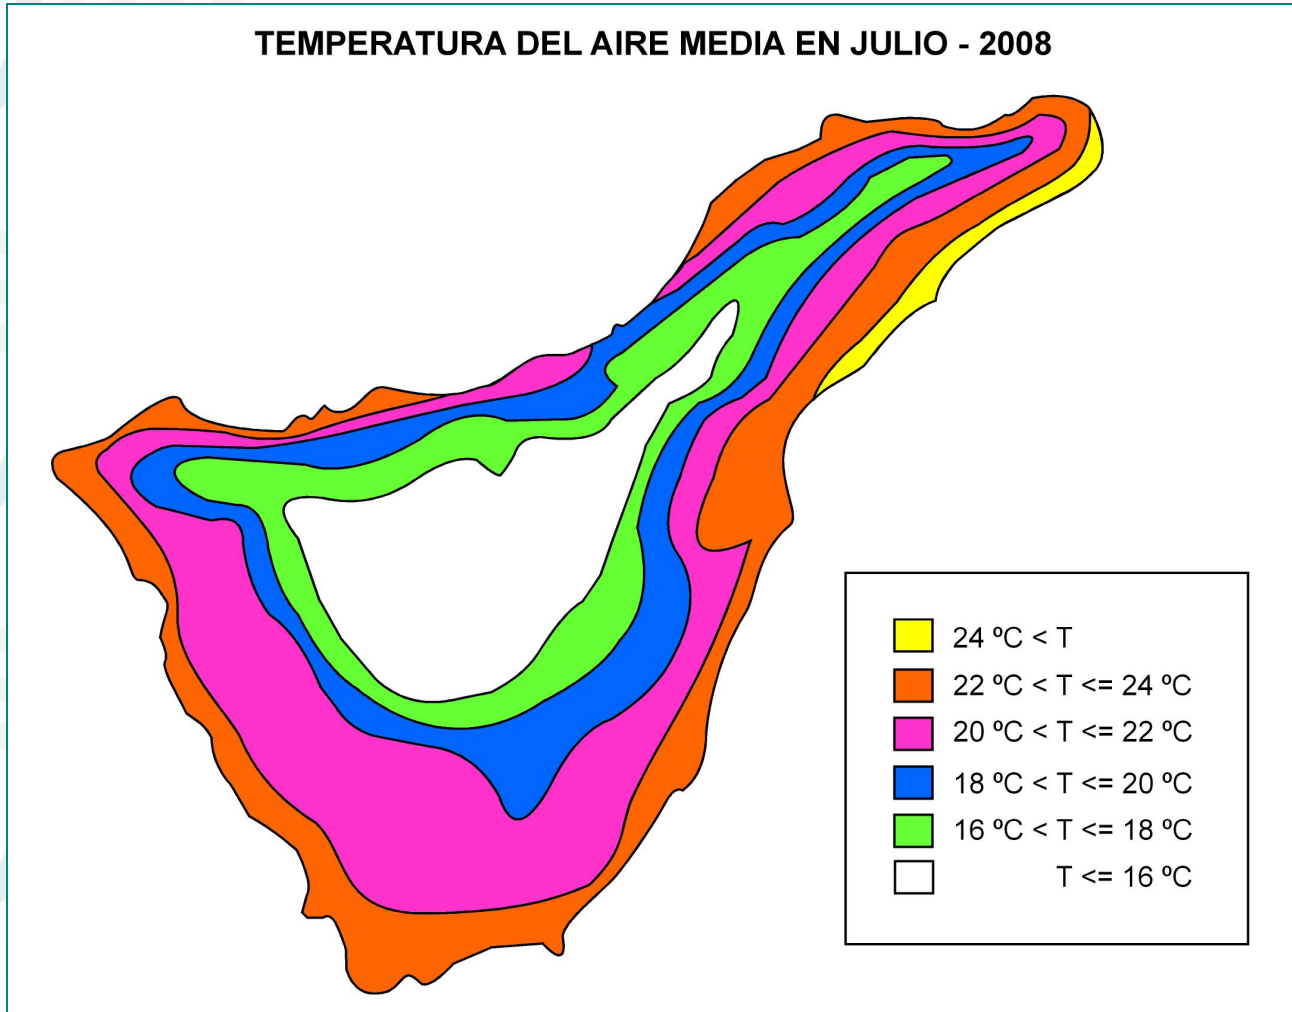 TEMPERATURA DEL AIRE MEDIA EN JULIO - 2008
24 ºC < T
22 ºC < T <= 24 ºC
20 ºC < T <= 22 ºC
18 ºC < T <= 20 ºC
16 ºC < T <= 18 ºC
T <= 16 ºC